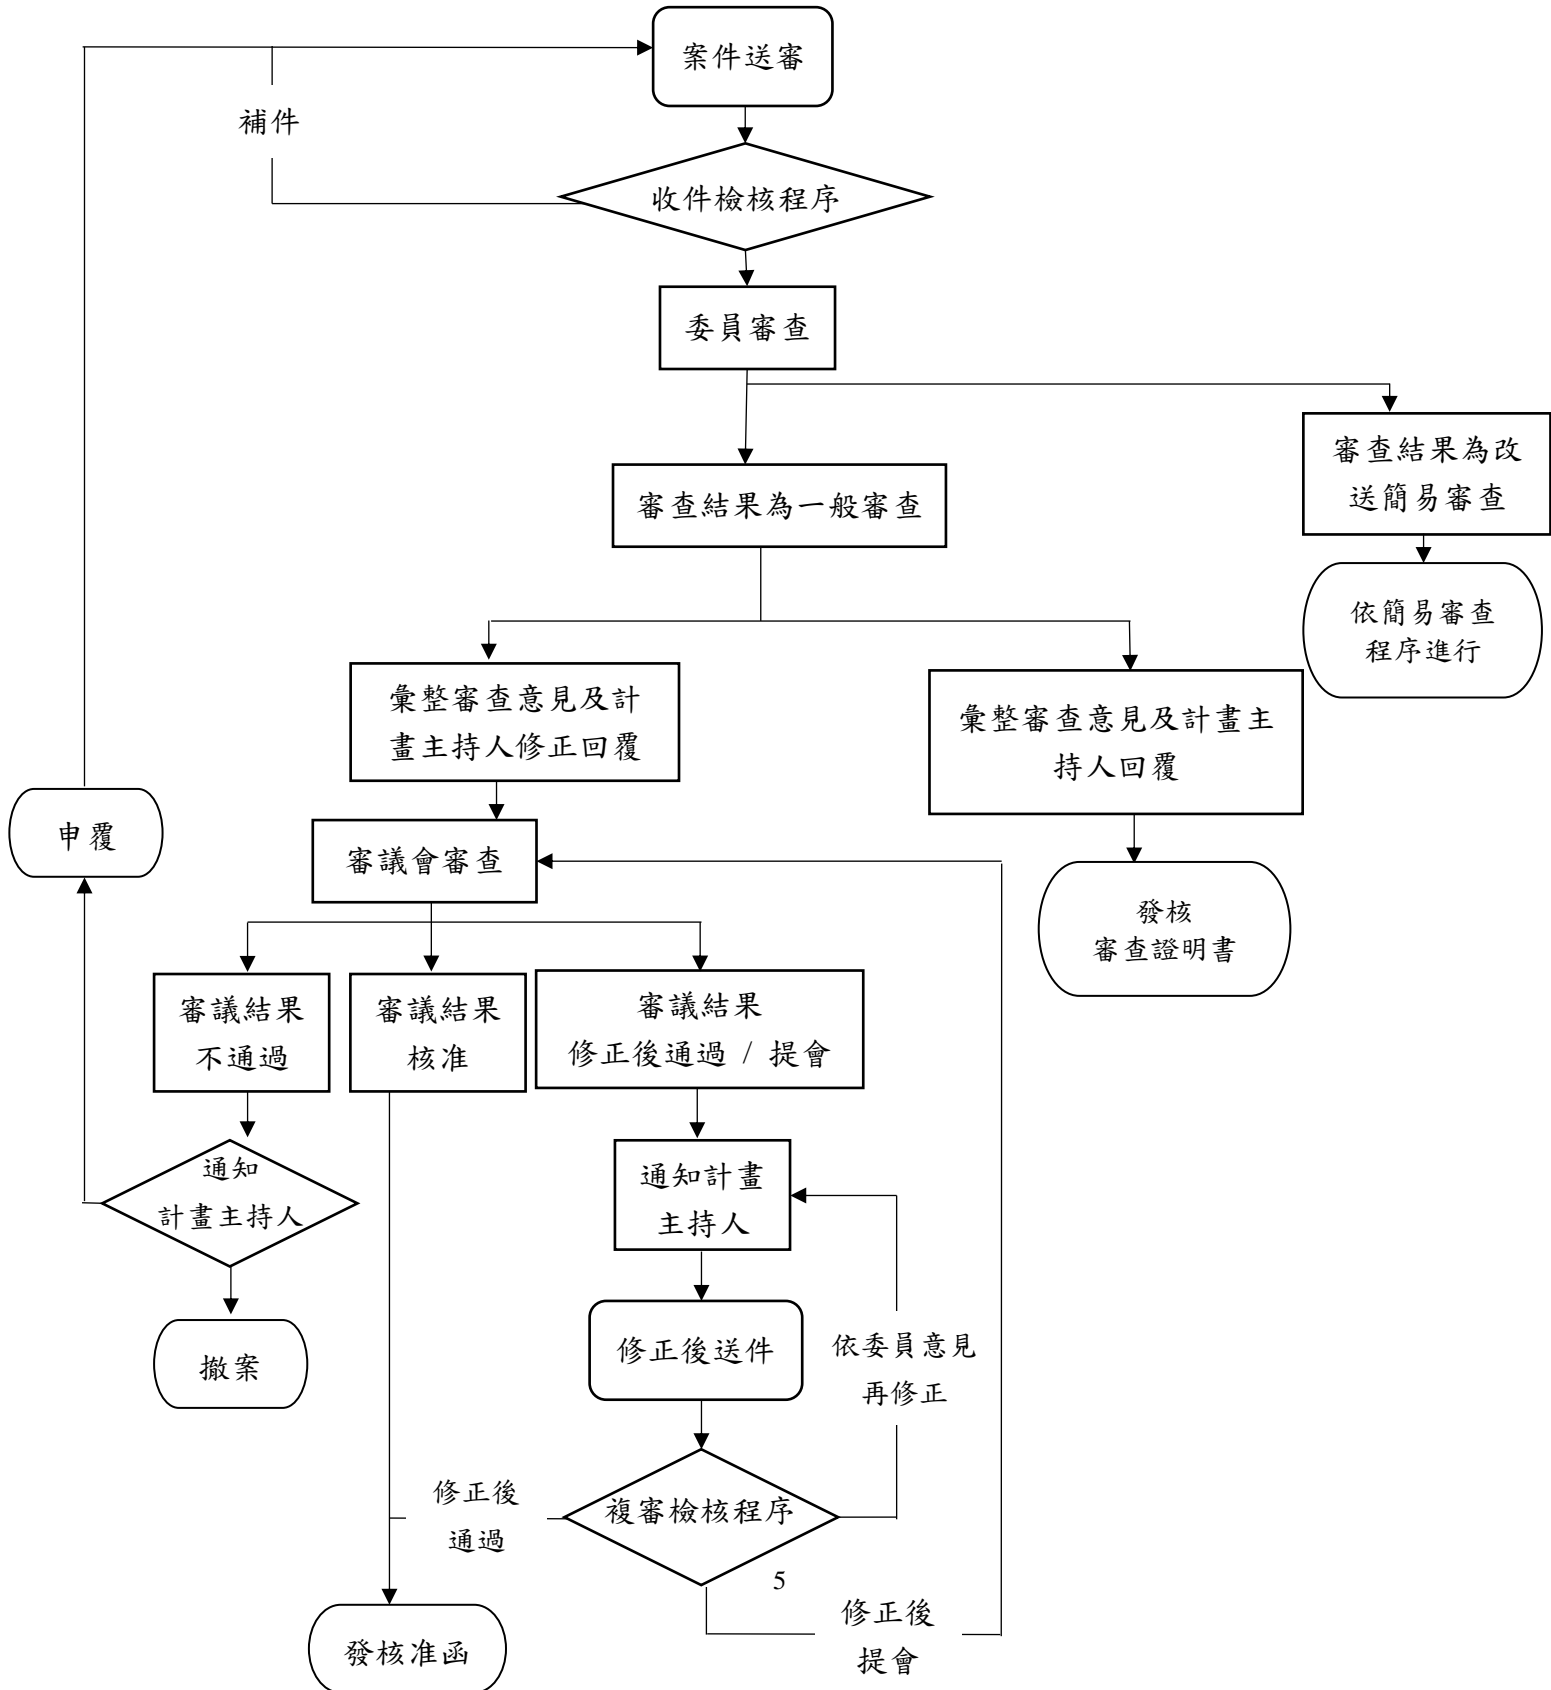 案件送審
補件
收件檢核程序
委員審查
審查結果為改
送簡易審查
審查結果為一般審查
依簡易審查
程序進行
彙整審查意見及計
畫主持人修正回覆
彙整審查意見及計畫主
持人回覆
申覆
審議會審查
發核
審查證明書
審議結果
不通過
審議結果
核准
審議結果
修正後通過 / 提會
通知
計畫主持人
通知計畫
主持人
撤案
修正後送件
依委員意見
再修正
修正後
通過
複審檢核程序
5
修正後
提會
發核准函